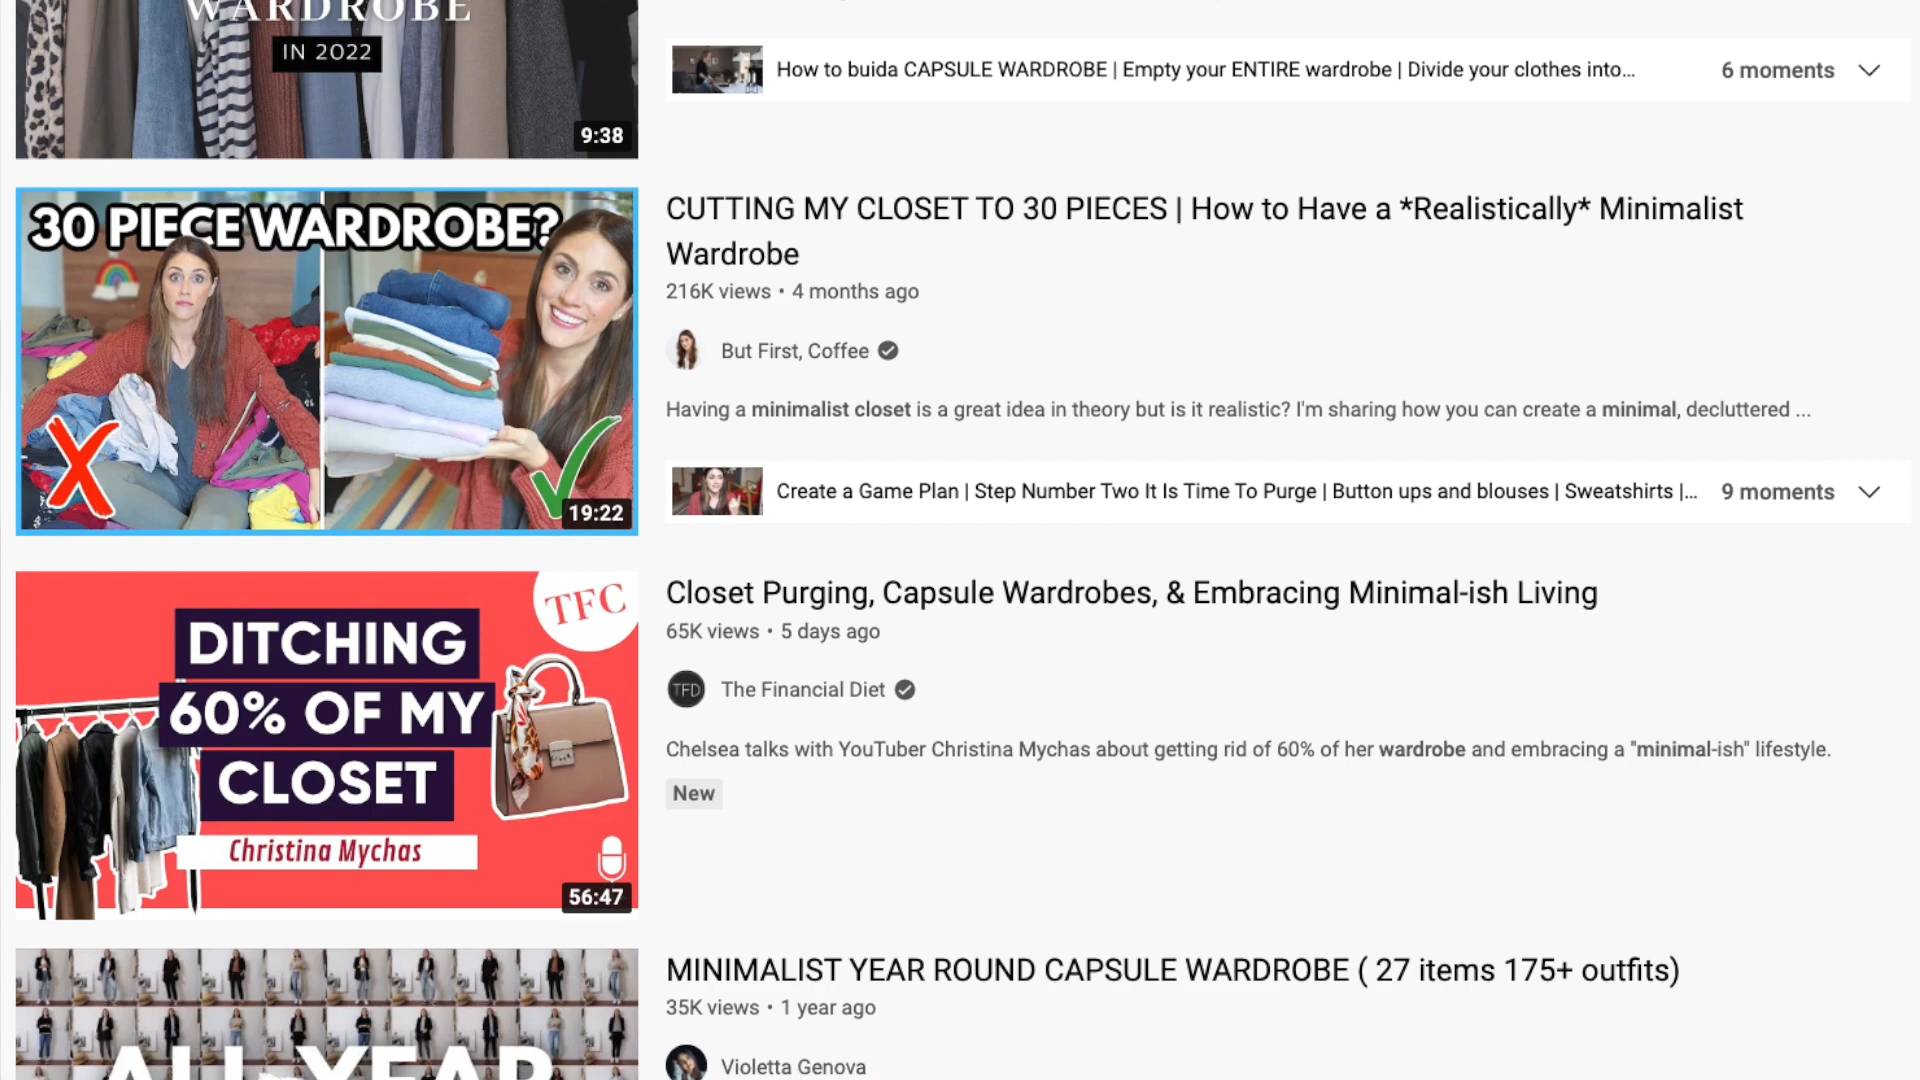 WARDROBE
IN 2022
9:38
How to buida CAPSULE WARDROBE | Empty your ENTIRE wardrobe | Divide your clothes into...
6 moments
30 PIECE WARDROBE?
19:22
CUTTING MY CLOSET TO 30 PIECES | How to Have a *Realistically* Minimalist
Wardrobe
216K views • 4 months ago
But First, Coffee
Having a minimalist closet is a great idea in theory but is it realistic? I'm sharing how you can create a minimal, decluttered ...
Create a Game Plan | Step Number Two It Is Time To Purge | Button ups and blouses | Sweatshirts |...
9 moments
TFC
DITCHING
60% OF MY
CLOSET
Christina Mychas
56:47
Closet Purging, Capsule Wardrobes, & Embracing Minimal-ish Living
65K views • 5 days ago
TFD
The Financial Diet
Chelsea talks with YouTuber Christina Mychas about getting rid of 60% of her wardrobe and embracing a "minimal-ish" lifestyle.
New
ALL YEAR
MINIMALIST YEAR ROUND CAPSULE WARDROBE ( 27 items 175+ outfits)
35K views • 1 year ago
Violetta Genova